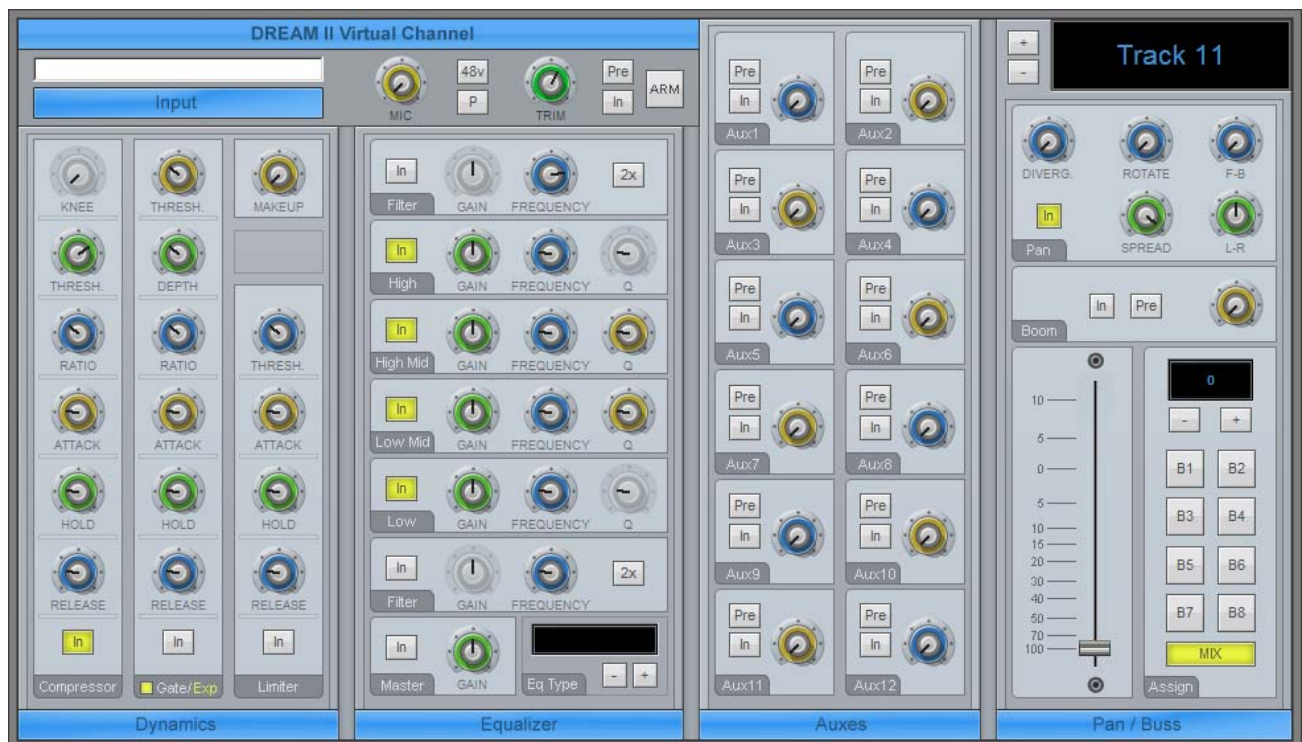 DREAM II Virtual Channel
Input
MIC
48v
P
TRIM
Pre
In
ARM
KNEE
THRESH.
MAKEUP
THRESH.
DEPTH
RATIO
RATIO
THRESH.
ATTACK
ATTACK
ATTACK
HOLD
HOLD
HOLD
RELEASE
RELEASE
RELEASE
In
In
In
Compressor
Gate/Exp
Limiter
Dynamics
In
2x
Filter
GAIN
FREQUENCY
In
High
GAIN
FREQUENCY
Q
In
High Mid
GAIN
FREQUENCY
Q
In
Low Mid
GAIN
FREQUENCY
Q
In
Low
GAIN
FREQUENCY
Q
In
2x
Filter
GAIN
FREQUENCY
In
Master
GAIN
Eq Type
-
+
Equalizer
Pre
In
Aux1
Pre
In
Aux2
Pre
In
Aux3
Pre
In
Aux4
Pre
In
Aux5
Pre
In
Aux6
Pre
In
Aux7
Pre
In
Aux8
Pre
In
Aux9
Pre
In
Aux10
Pre
In
Aux11
Pre
In
Aux12
Auxes
+
-
Track 11
DIVERG.
ROTATE
F-B
In
Pan
SPREAD
L-R
In
Pre
Boom
10
5
0
5
10
15
20
30
40
50
70
100
0
-
+
B1
B2
B3
B4
B5
B6
B7
B8
MIX
Assign
Pan / Buss